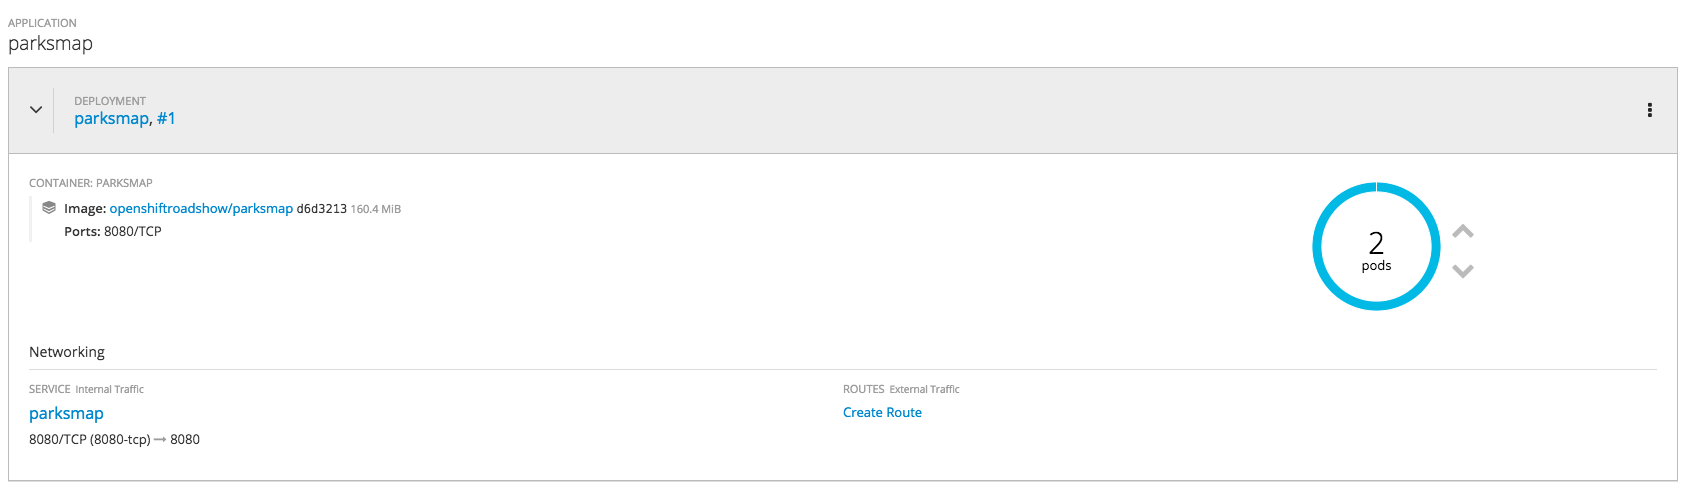 APPLICATION
parksmap
DEPLOYMENT
parksmap, #1
CONTAINER: PARKSMAP
Image: openshiftroadshow/parksmap d6d3213 160.4 MiB
Ports: 8080/TCP
2
pods
Networking
SERVICE Internal Traffic
parksmap
8080/TCP (8080-tcp) → 8080
ROUTES External Traffic
Create Route